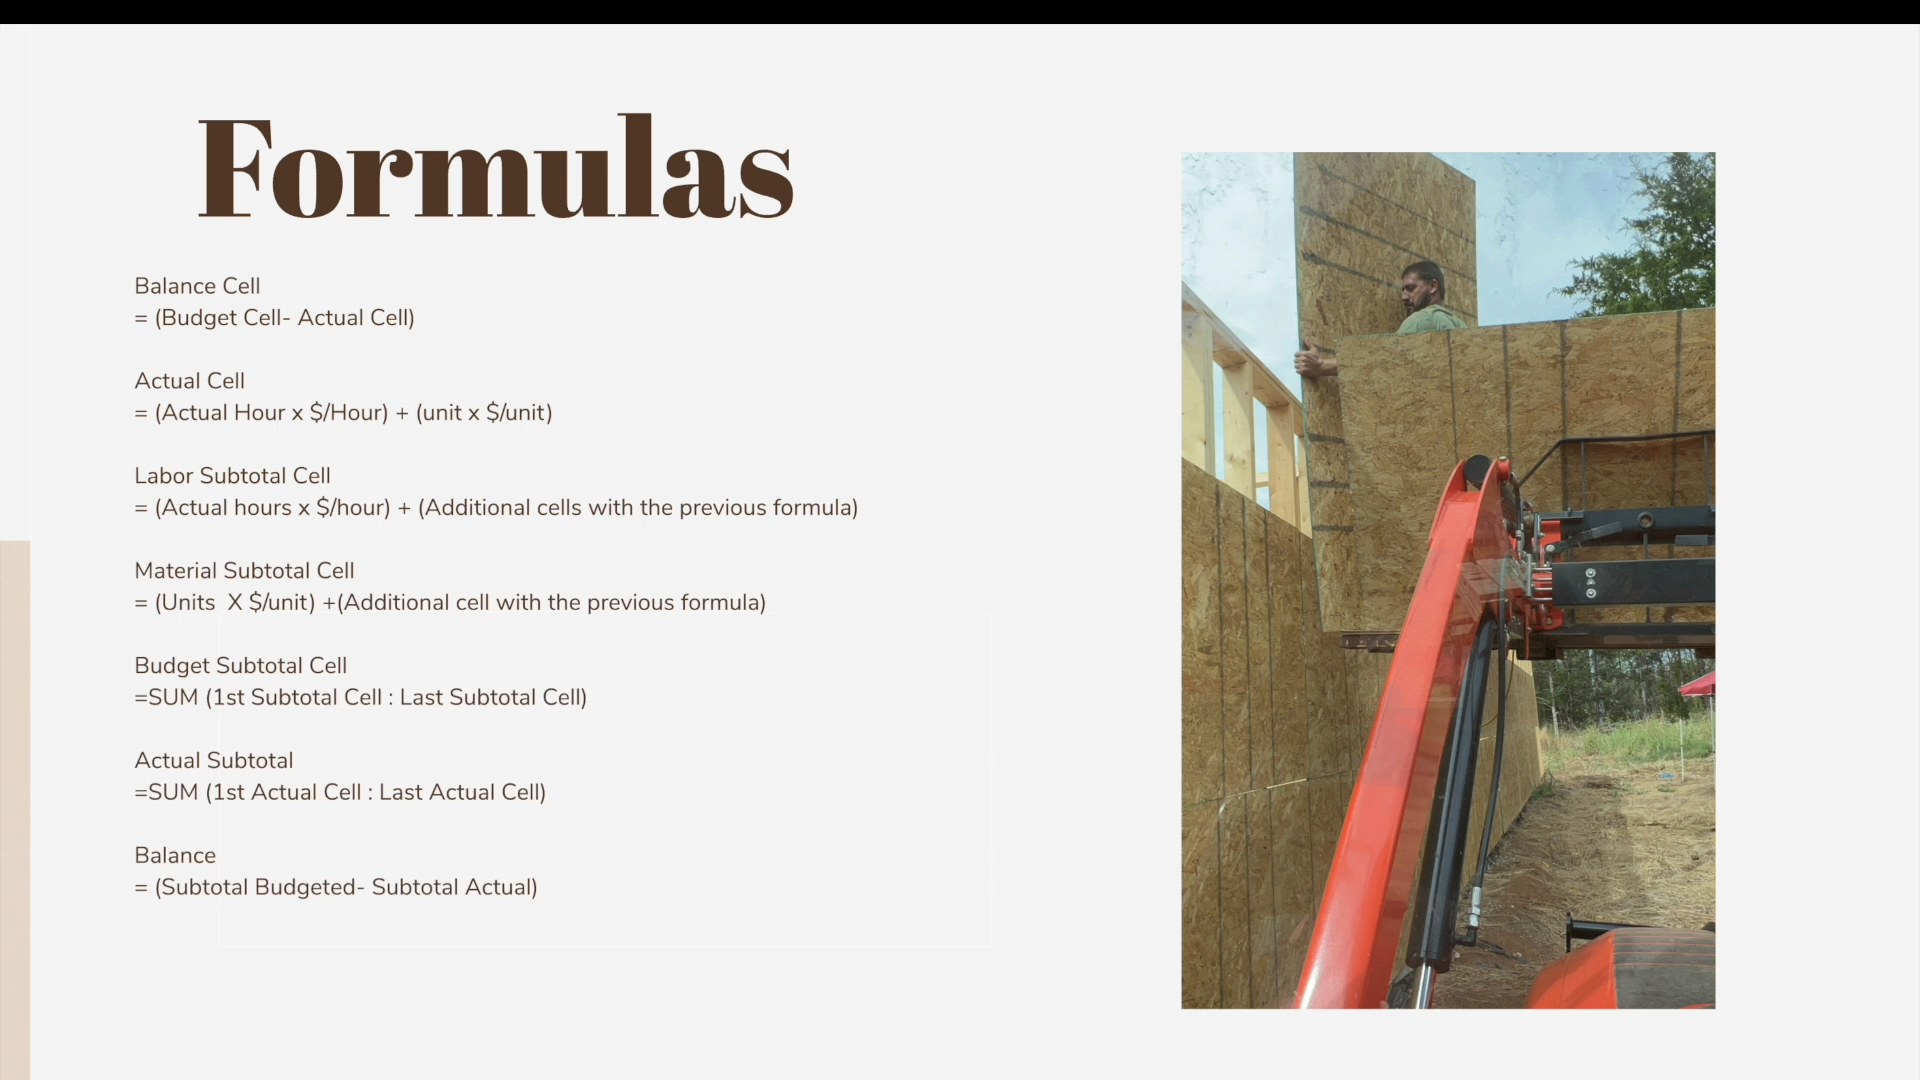 Formulas
Balance Cell
= (Budget Cell- Actual Cell)
Actual Cell
= (Actual Hour x $/Hour) + (unit x $/unit)
Labor Subtotal Cell
= (Actual hours x $/hour) + (Additional cells with the previous formula)
Material Subtotal Cell
= (Units  X $/unit) +(Additional cell with the previous formula)
Budget Subtotal Cell
=SUM (1st Subtotal Cell : Last Subtotal Cell)
Actual Subtotal
=SUM (1st Actual Cell : Last Actual Cell)
Balance
= (Subtotal Budgeted- Subtotal Actual)